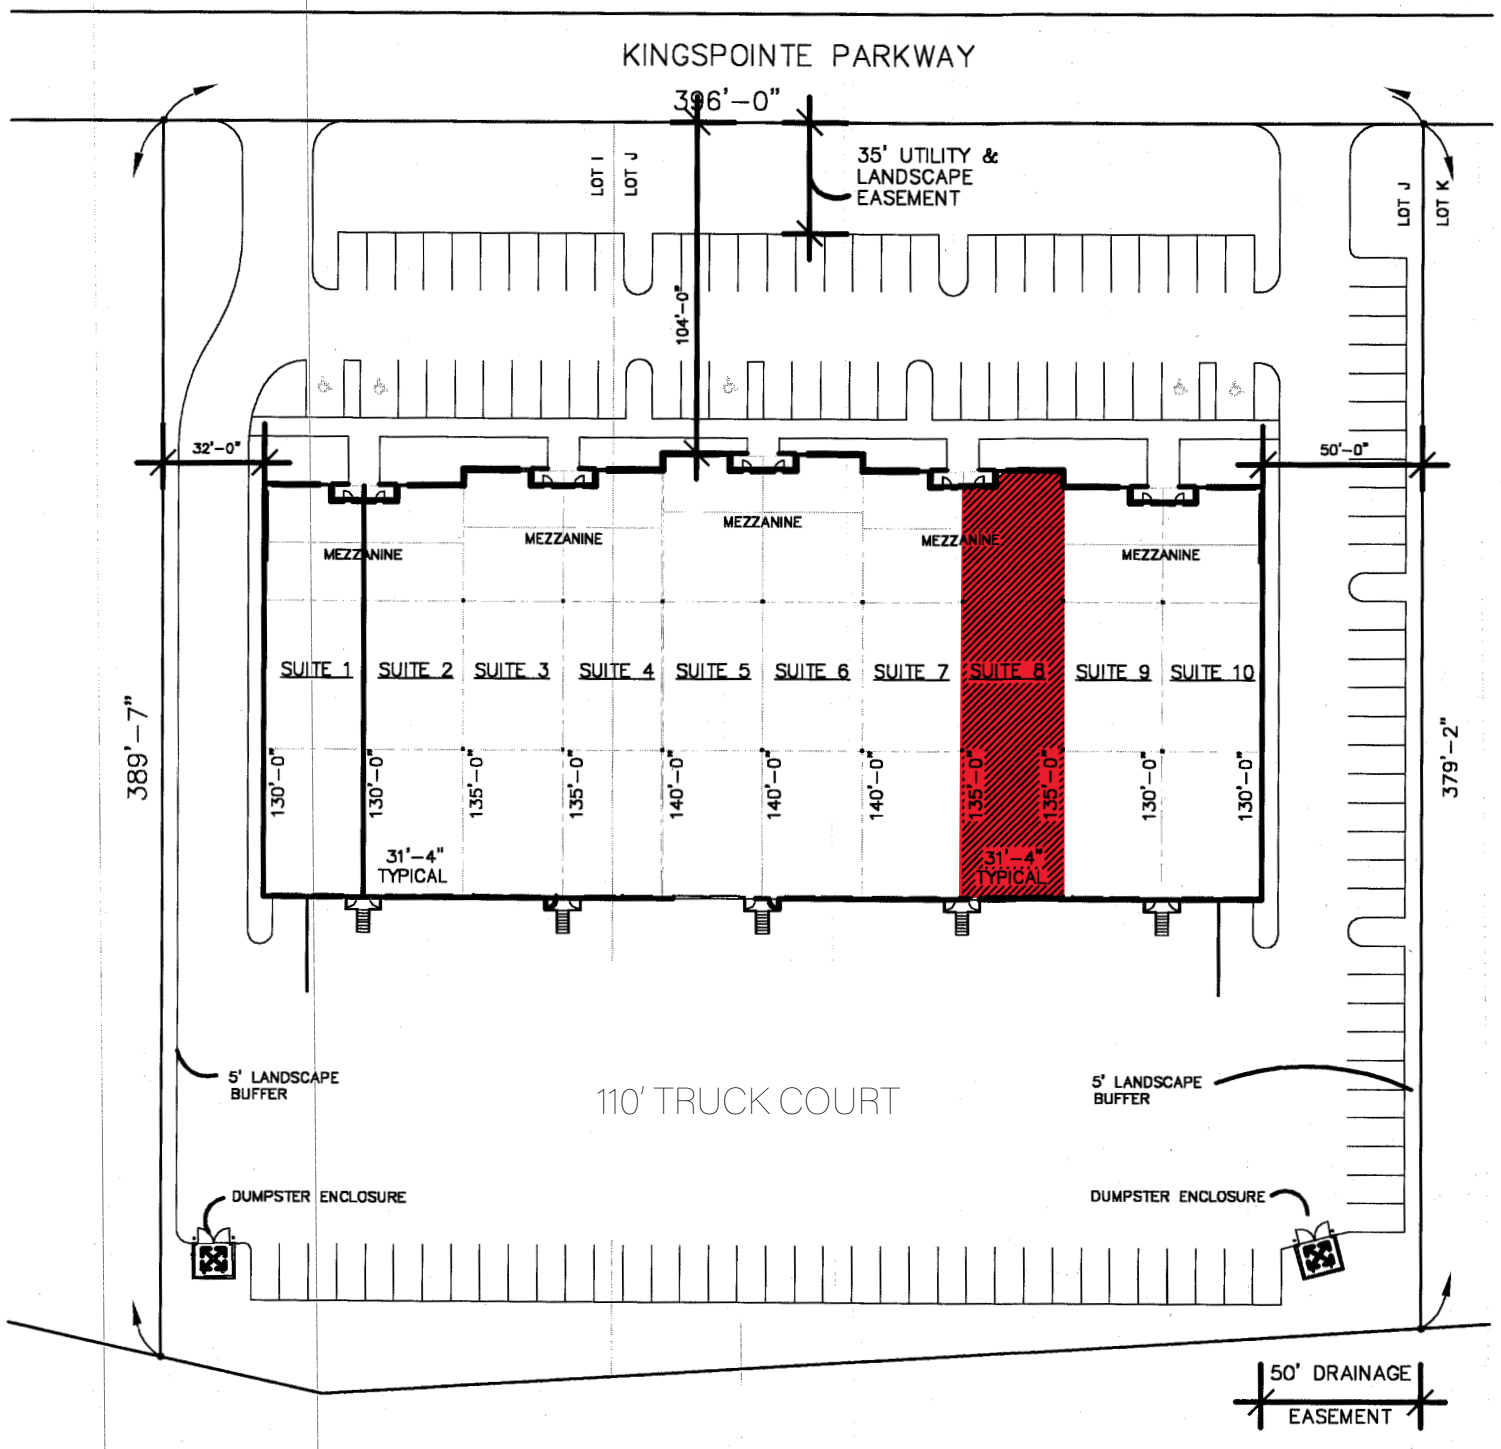 KINGSPOINTE PARKWAY
396'-0"
35' UTILITY &
LANDSCAPE
EASEMENT
LOT I
LOT J
LOT J
LOT K
104'-0"
32'-0"
50'-0"
MEZZANINE
MEZZANINE
MEZZANINE
MEZZANINE
MEZZANINE
SUITE 1
SUITE 2
SUITE 3
SUITE 4
SUITE 5
SUITE 6
SUITE 7
SUITE 8
SUITE 9
SUITE 10
389'-7"
379'-2"
130'-0"
130'-0"
135'-0"
135'-0"
140'-0"
140'-0"
140'-0"
135'-0"
135'-0"
130'-0"
130'-0"
31'-4"
TYPICAL
31'-4"
TYPICAL
5' LANDSCAPE
BUFFER
110' TRUCK COURT
5' LANDSCAPE
BUFFER
DUMPSTER ENCLOSURE
DUMPSTER ENCLOSURE
50' DRAINAGE
EASEMENT